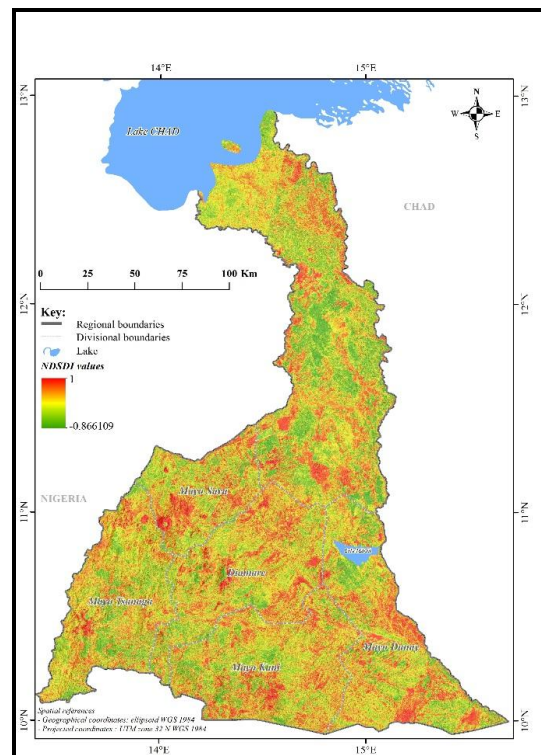 14°E 15°E
13°N 13°N
N
W E
S
Lake CHAD
CHAD
0 25 50 75 100 Km
12°N 12°N
Key:
Regional boundaries
Divisional boundaries
Lake
NDSDI values
1
-0.866109
Mayo Sava
NIGERIA
11°N 11°N
Diamare
Mayo Tsanaga
Mayo Danay
Mayo Kani
Spatial references
- Geographical coordinates: ellipsoid WGS 1984
- Projected coordinates : UTM zone 32 N WGS 1984
10°N 10°N
14°E 15°E